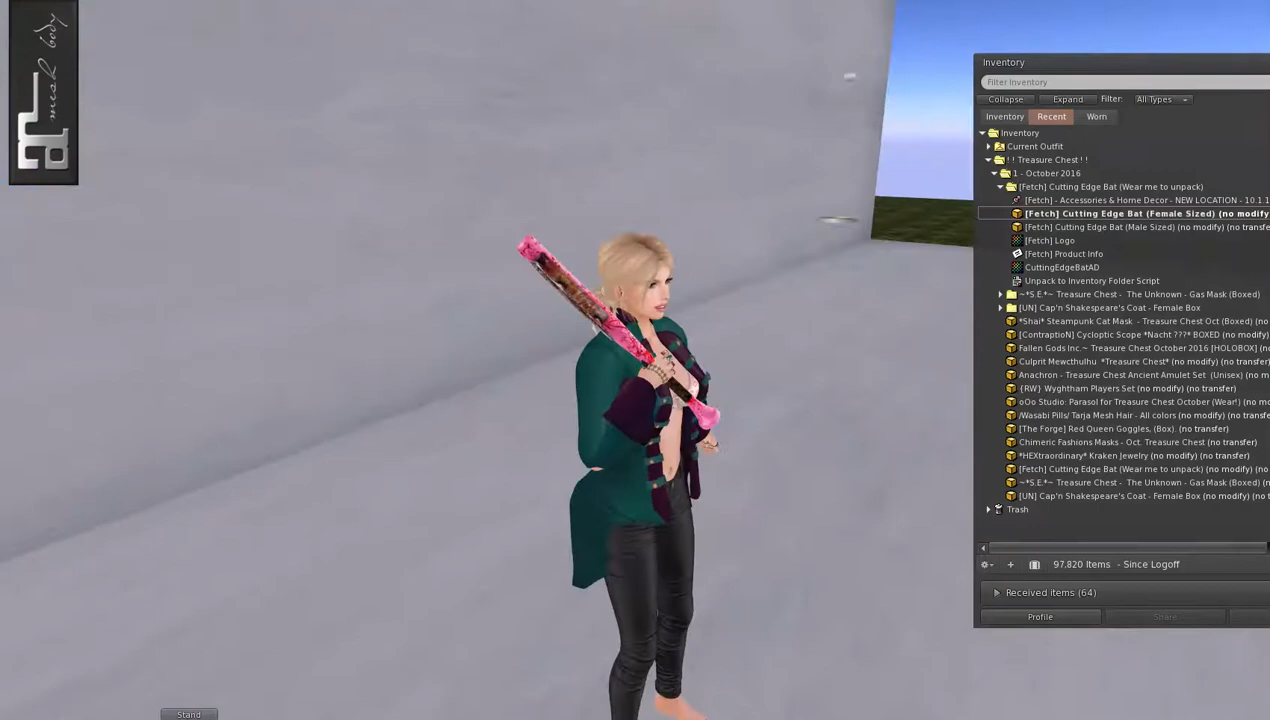 mesh body
Inventory
Filter Inventory
Collapse Expand Filter: All Types
Inventory Recent Worn
Inventory
Current Outfit
! ! Treasure Chest ! !
1 - October 2016
[Fetch] Cutting Edge Bat (Wear me to unpack)
[Fetch] - Accessories & Home Decor - NEW LOCATION - 10.1.1
[Fetch] Cutting Edge Bat (Female Sized) (no modify)
[Fetch] Cutting Edge Bat (Male Sized) (no modify) (no transfer)
[Fetch] Logo
[Fetch] Product Info
CuttingEdgeBatAD
Unpack to Inventory Folder Script
~*S.E.*~ Treasure Chest - The Unknown - Gas Mask (Boxed)
[UN] Cap'n Shakespeare's Coat - Female Box
*Shai* Steampunk Cat Mask - Treasure Chest Oct (Boxed) (no
[ContraptioN] Cycloptic Scope *Nacht ???* BOXED (no modify)
Fallen Gods Inc.~ Treasure Chest October 2016 [HOLOBOX] (no
Culprit Mewcthulhu *Treasure Chest* (no modify) (no transfer)
Anachron - Treasure Chest Ancient Amulet Set (Unisex) (no
{RW} Wyghtham Players Set (no modify) (no transfer)
oOo Studio: Parasol for Treasure Chest October (Wear!) (no
/Wasabi Pills/ Tarja Mesh Hair - All colors (no modify) (no transfer)
[The Forge] Red Queen Goggles, (Box). (no transfer)
Chimeric Fashions Masks - Oct. Treasure Chest (no transfer)
*HEXtraordinary* Kraken Jewelry (no modify) (no transfer)
[Fetch] Cutting Edge Bat (Wear me to unpack) (no modify) (no
~*S.E.*~ Treasure Chest - The Unknown - Gas Mask (Boxed) (no
[UN] Cap'n Shakespeare's Coat - Female Box (no modify) (no
Trash
97,820 Items - Since Logoff
Received items (64)
Profile Share
Stand